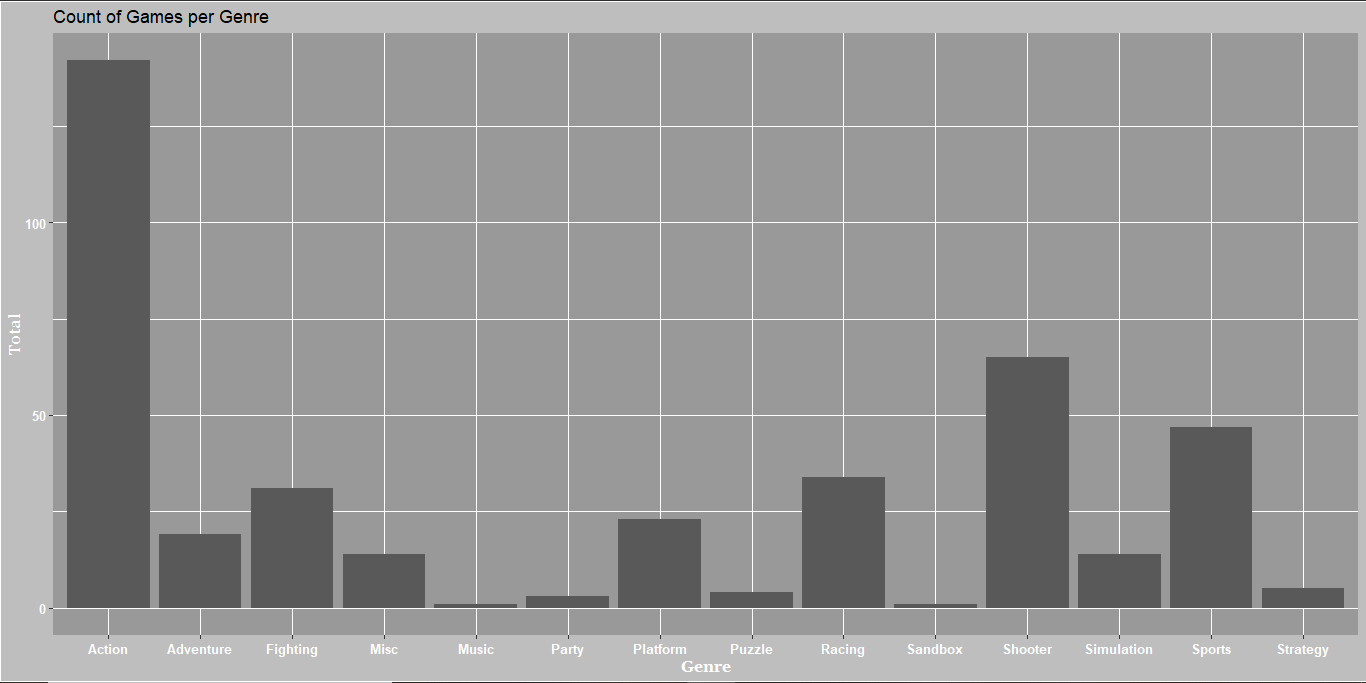 Count of Games per Genre
Total
100
50
0
Action Adventure Fighting Misc Music Party Platform Puzzle Racing Sandbox Shooter Simulation Sports Strategy
Genre